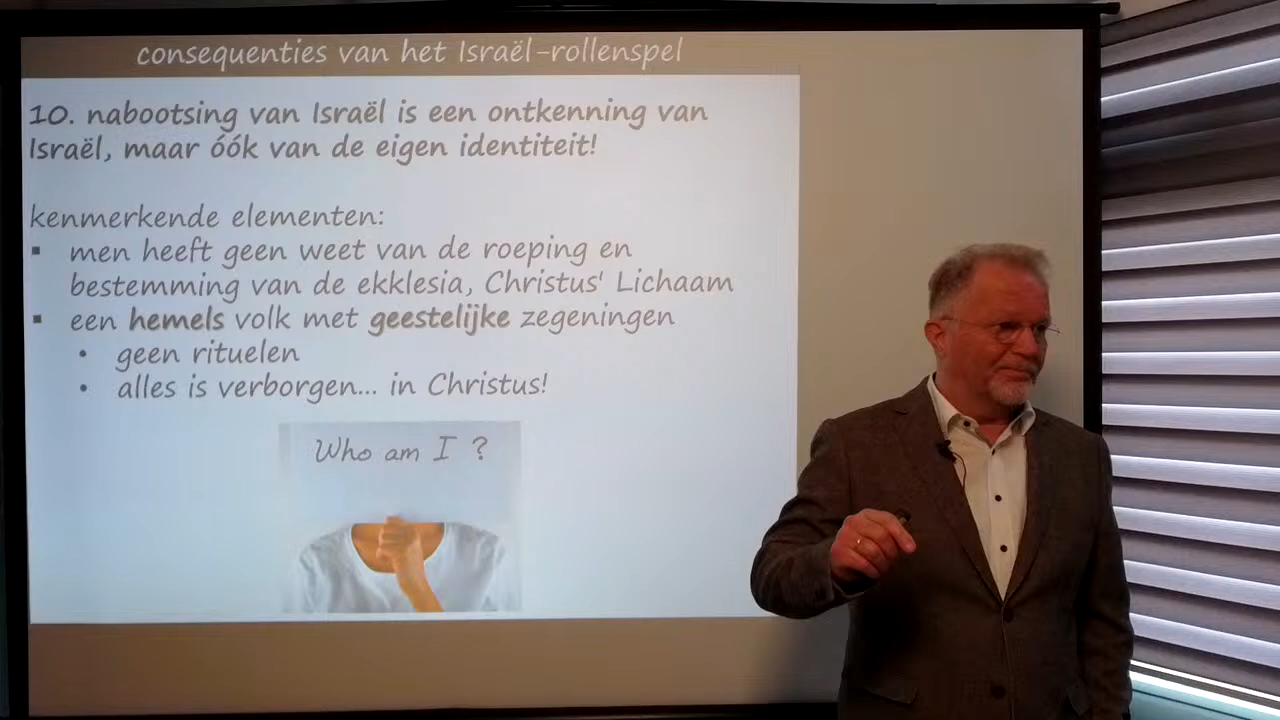 consequenties van het Israël-rollenspel
10. nabootsing van Israël is een ontkenning van
Israël, maar óók van de eigen identiteit!
kenmerkende elementen:
▪ men heeft geen weet van de roeping en
bestemming van de ekklesia, Christus' Lichaam
▪ een hemels volk met geestelijke zegeningen
• geen rituelen
• alles is verborgen... in Christus!
Who am I ?